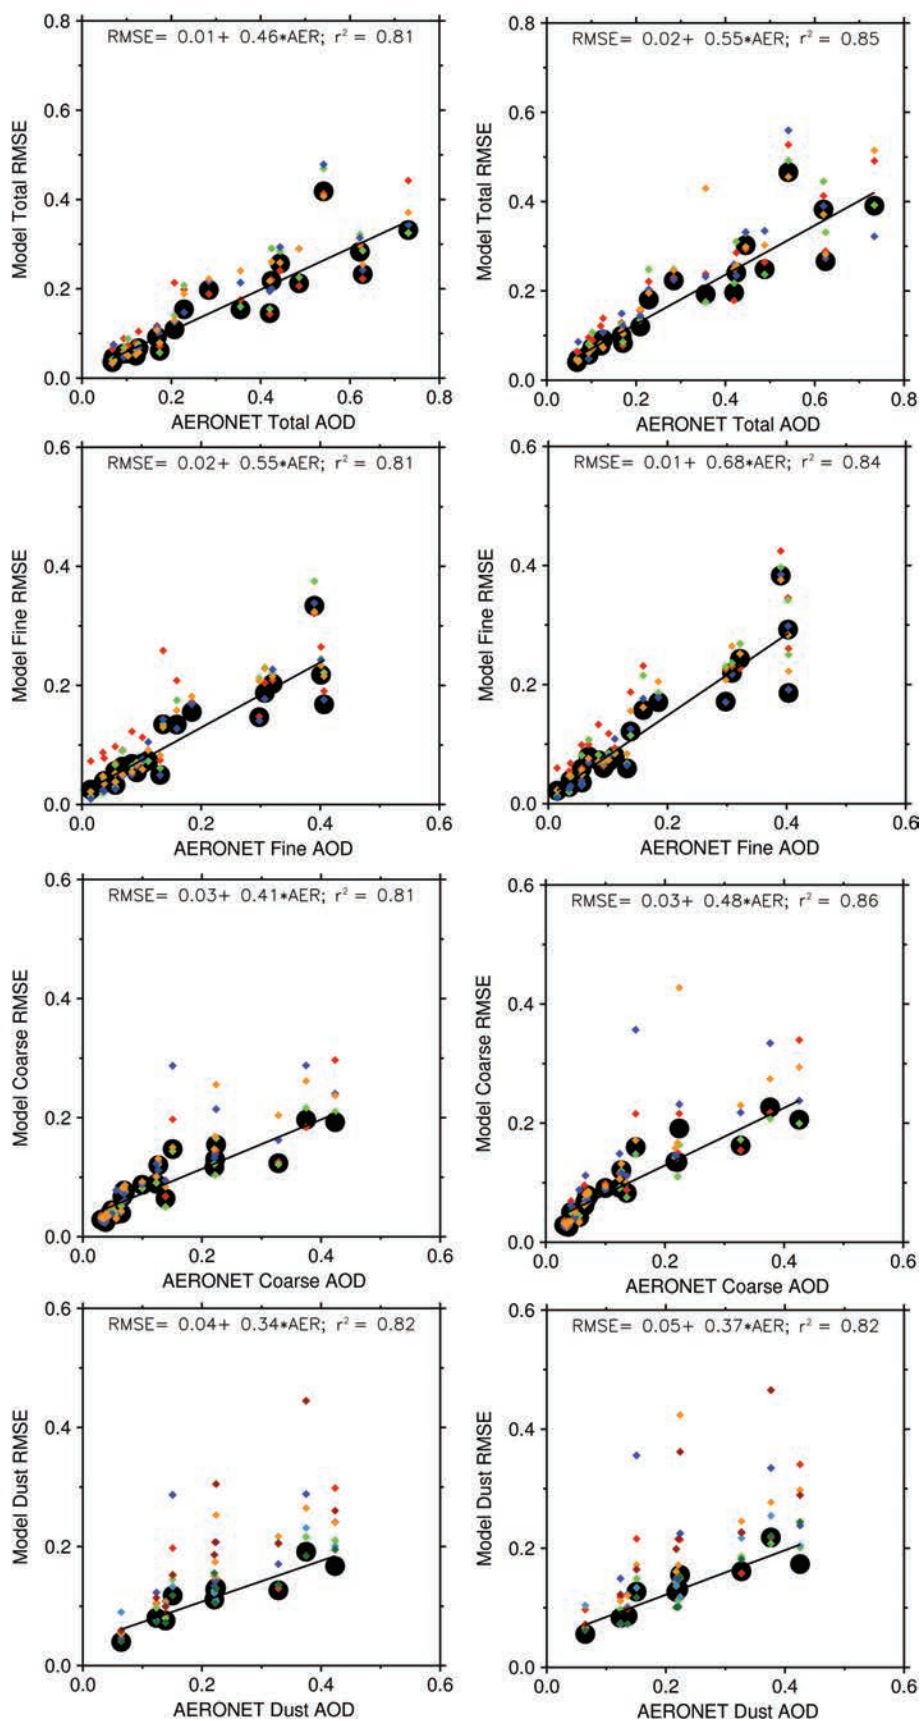 RMSE= 0.01+ 0.46*AER; r² = 0.81
0.8
0.6
0.4
0.2
0.0
Model Total RMSE
0.0 0.2 0.4 0.6 0.8
AERONET Total AOD
RMSE= 0.02+ 0.55*AER; r² = 0.85
0.8
0.6
0.4
0.2
0.0
Model Total RMSE
0.0 0.2 0.4 0.6 0.8
AERONET Total AOD
RMSE= 0.02+ 0.55*AER; r² = 0.81
0.6
0.4
0.2
0.0
Model Fine RMSE
0.0 0.2 0.4 0.6
AERONET Fine AOD
RMSE= 0.01+ 0.68*AER; r² = 0.84
0.6
0.4
0.2
0.0
Model Fine RMSE
0.0 0.2 0.4 0.6
AERONET Fine AOD
RMSE= 0.03+ 0.41*AER; r² = 0.81
0.6
0.4
0.2
0.0
Model Coarse RMSE
0.0 0.2 0.4 0.6
AERONET Coarse AOD
RMSE= 0.03+ 0.48*AER; r² = 0.86
0.6
0.4
0.2
0.0
Model Coarse RMSE
0.0 0.2 0.4 0.6
AERONET Coarse AOD
RMSE= 0.04+ 0.34*AER; r² = 0.82
0.6
0.4
0.2
0.0
Model Dust RMSE
0.0 0.2 0.4 0.6
AERONET Dust AOD
RMSE= 0.05+ 0.37*AER; r² = 0.82
0.6
0.4
0.2
0.0
Model Dust RMSE
0.0 0.2 0.4 0.6
AERONET Dust AOD